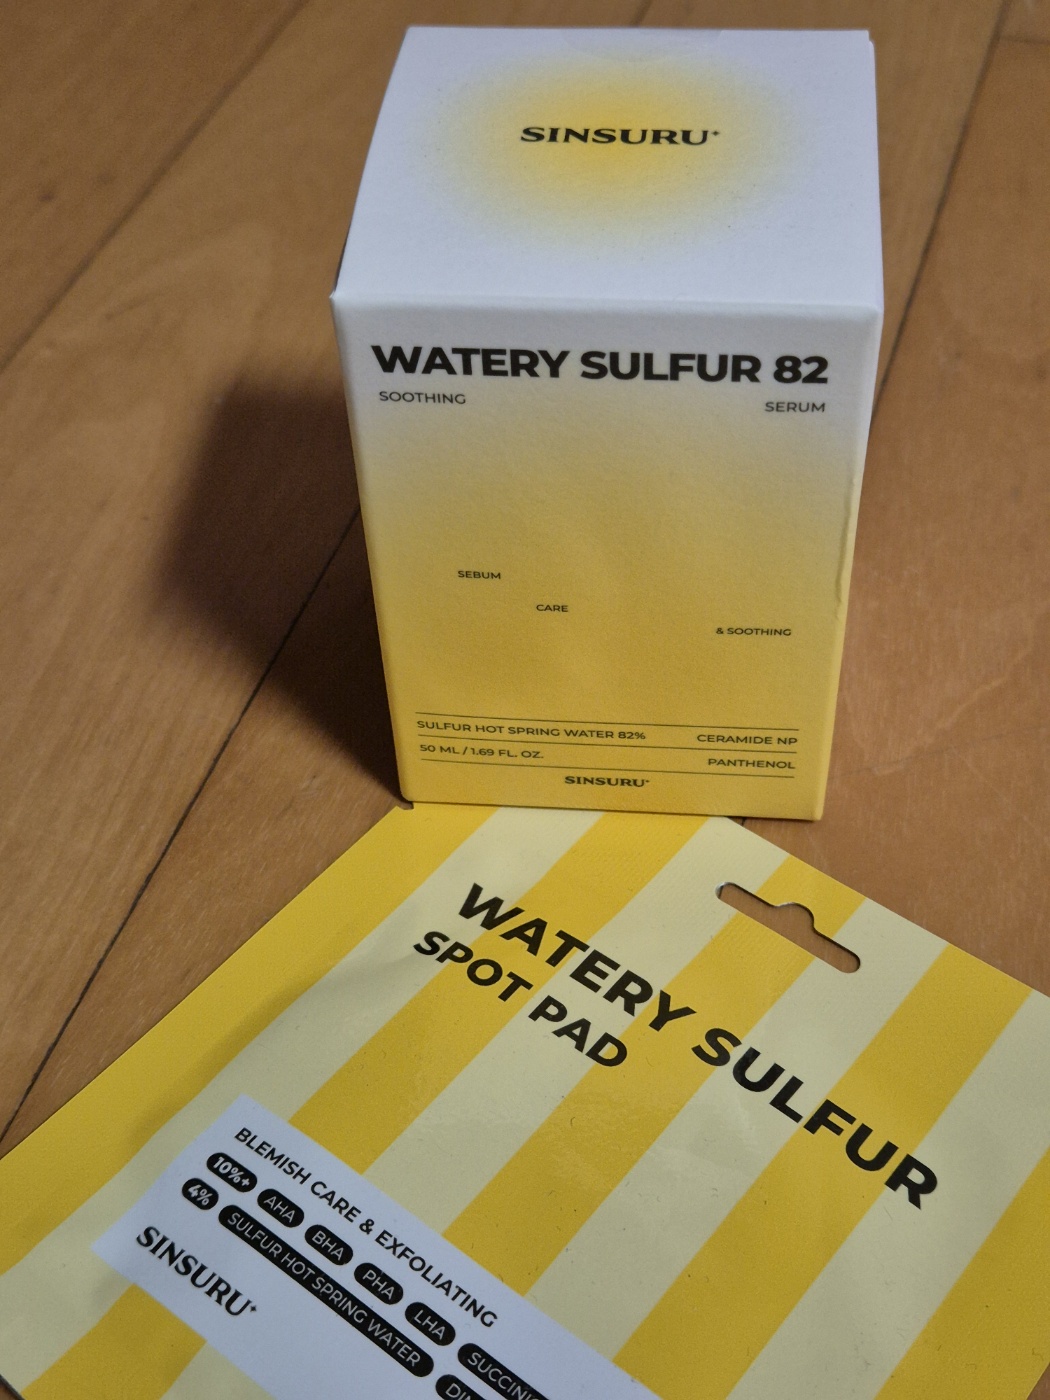 SINSURU+
WATERY SULFUR 82
SOOTHING SERUM
SEBUM
CARE
& SOOTHING
SULFUR HOT SPRING WATER 82% CERAMIDE NP
50 ML / 1.69 FL. OZ. PANTHENOL
SINSURU+
WATERY SULFUR
SPOT PAD
BLEMISH CARE & EXFOLIATING
10%+ AHA BHA PHA LHA
4% SULFUR HOT SPRING WATER
SINSURU+